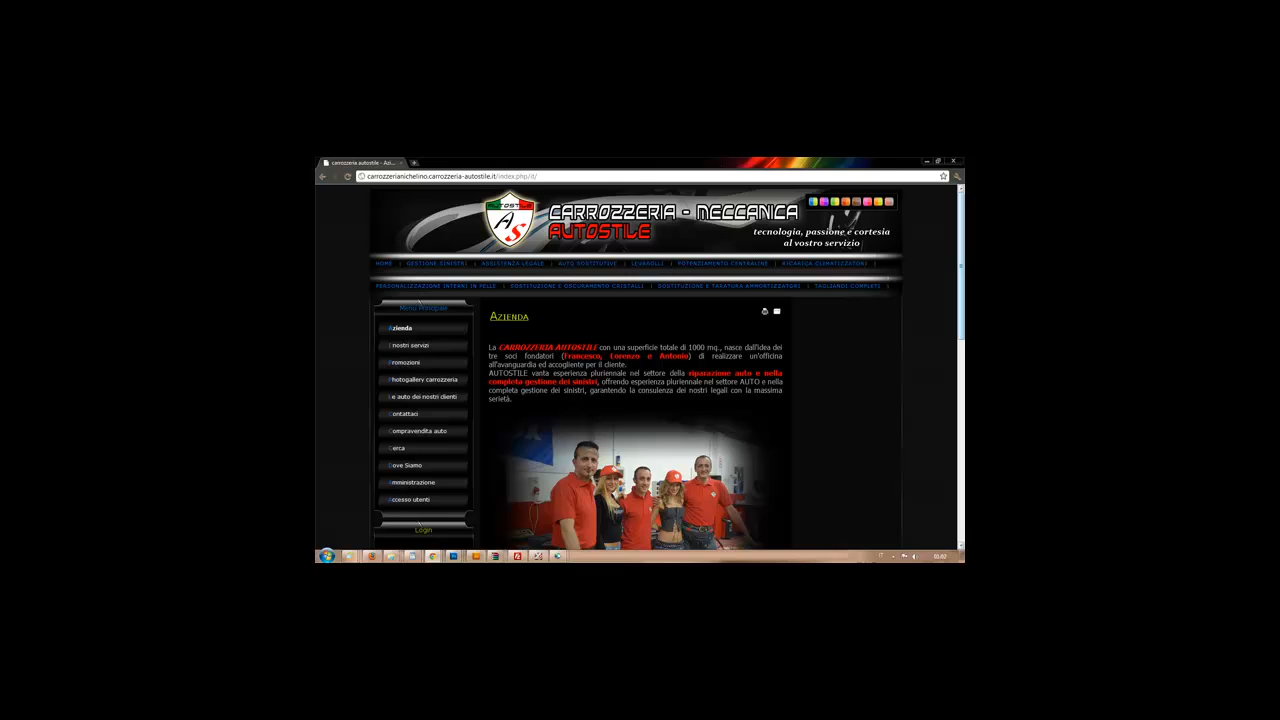 carrozzeria autostile - Azi...
carrozzerianichelino.carrozzeria-autostile.it/index.php/it/
AUTOSTILE
AS
CARROZZERIA - MECCANICA
AUTOSTILE
tecnologia, passione e cortesia
al vostro servizio
HOME | GESTIONE SINISTRI | ASSISTENZA LEGALE | AUTO SOSTITUTIVE | LEVABOLLI | POTENZIAMENTO CENTRALINE | RICARICA CLIMATIZZATORI |
PERSONALIZZAZIONE INTERNI IN PELLE | SOSTITUZIONE E OSCURAMENTO CRISTALLI | SOSTITUZIONE E TARATURA AMMORTIZZATORI | TAGLIANDI COMPLETI
Menu Principale
Azienda
I nostri servizi
Promozioni
Photogallery carrozzeria
Le auto dei nostri clienti
Contattaci
Compravendita auto
Cerca
Dove Siamo
Amministrazione
Accesso utenti
Login
AZIENDA
La CARROZZERIA AUTOSTILE con una superficie totale di 1000 mq., nasce dall'idea dei
tre soci fondatori (Francesco, Lorenzo e Antonio) di realizzare un'officina
all'avanguardia ed accogliente per il cliente.
AUTOSTILE vanta esperienza pluriennale nel settore della riparazione auto e nella
completa gestione dei sinistri, offrendo esperienza pluriennale nel settore AUTO e nella
completa gestione dei sinistri, garantendo la consulenza dei nostri legali con la massima
serietà.
IT